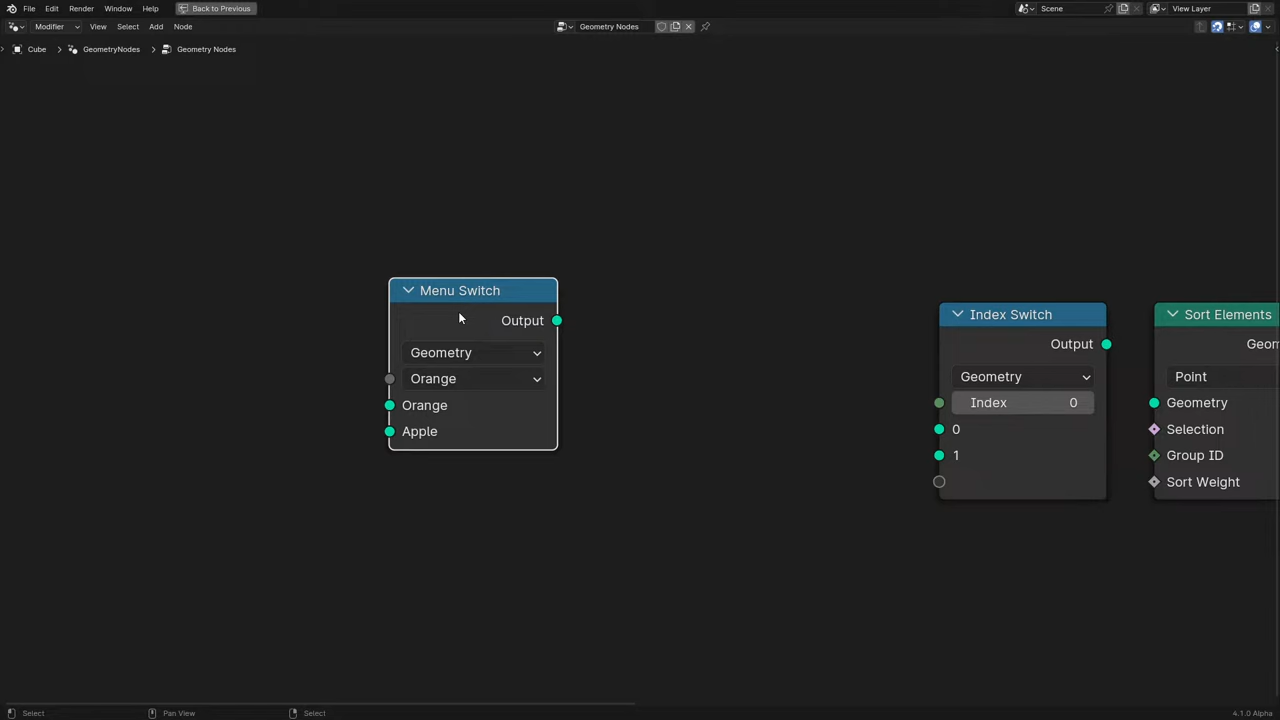 File Edit Render Window Help Back to Previous Scene View Layer
Modifier View Select Add Node Geometry Nodes
Cube GeometryNodes Geometry Nodes
Menu Switch
Output
Geometry
Orange
Orange
Apple
Index Switch
Output
Geometry
Index 0
0
1
Sort Elements
Geom
Point
Geometry
Selection
Group ID
Sort Weight
Select Pan View Select 4.1.0 Alpha